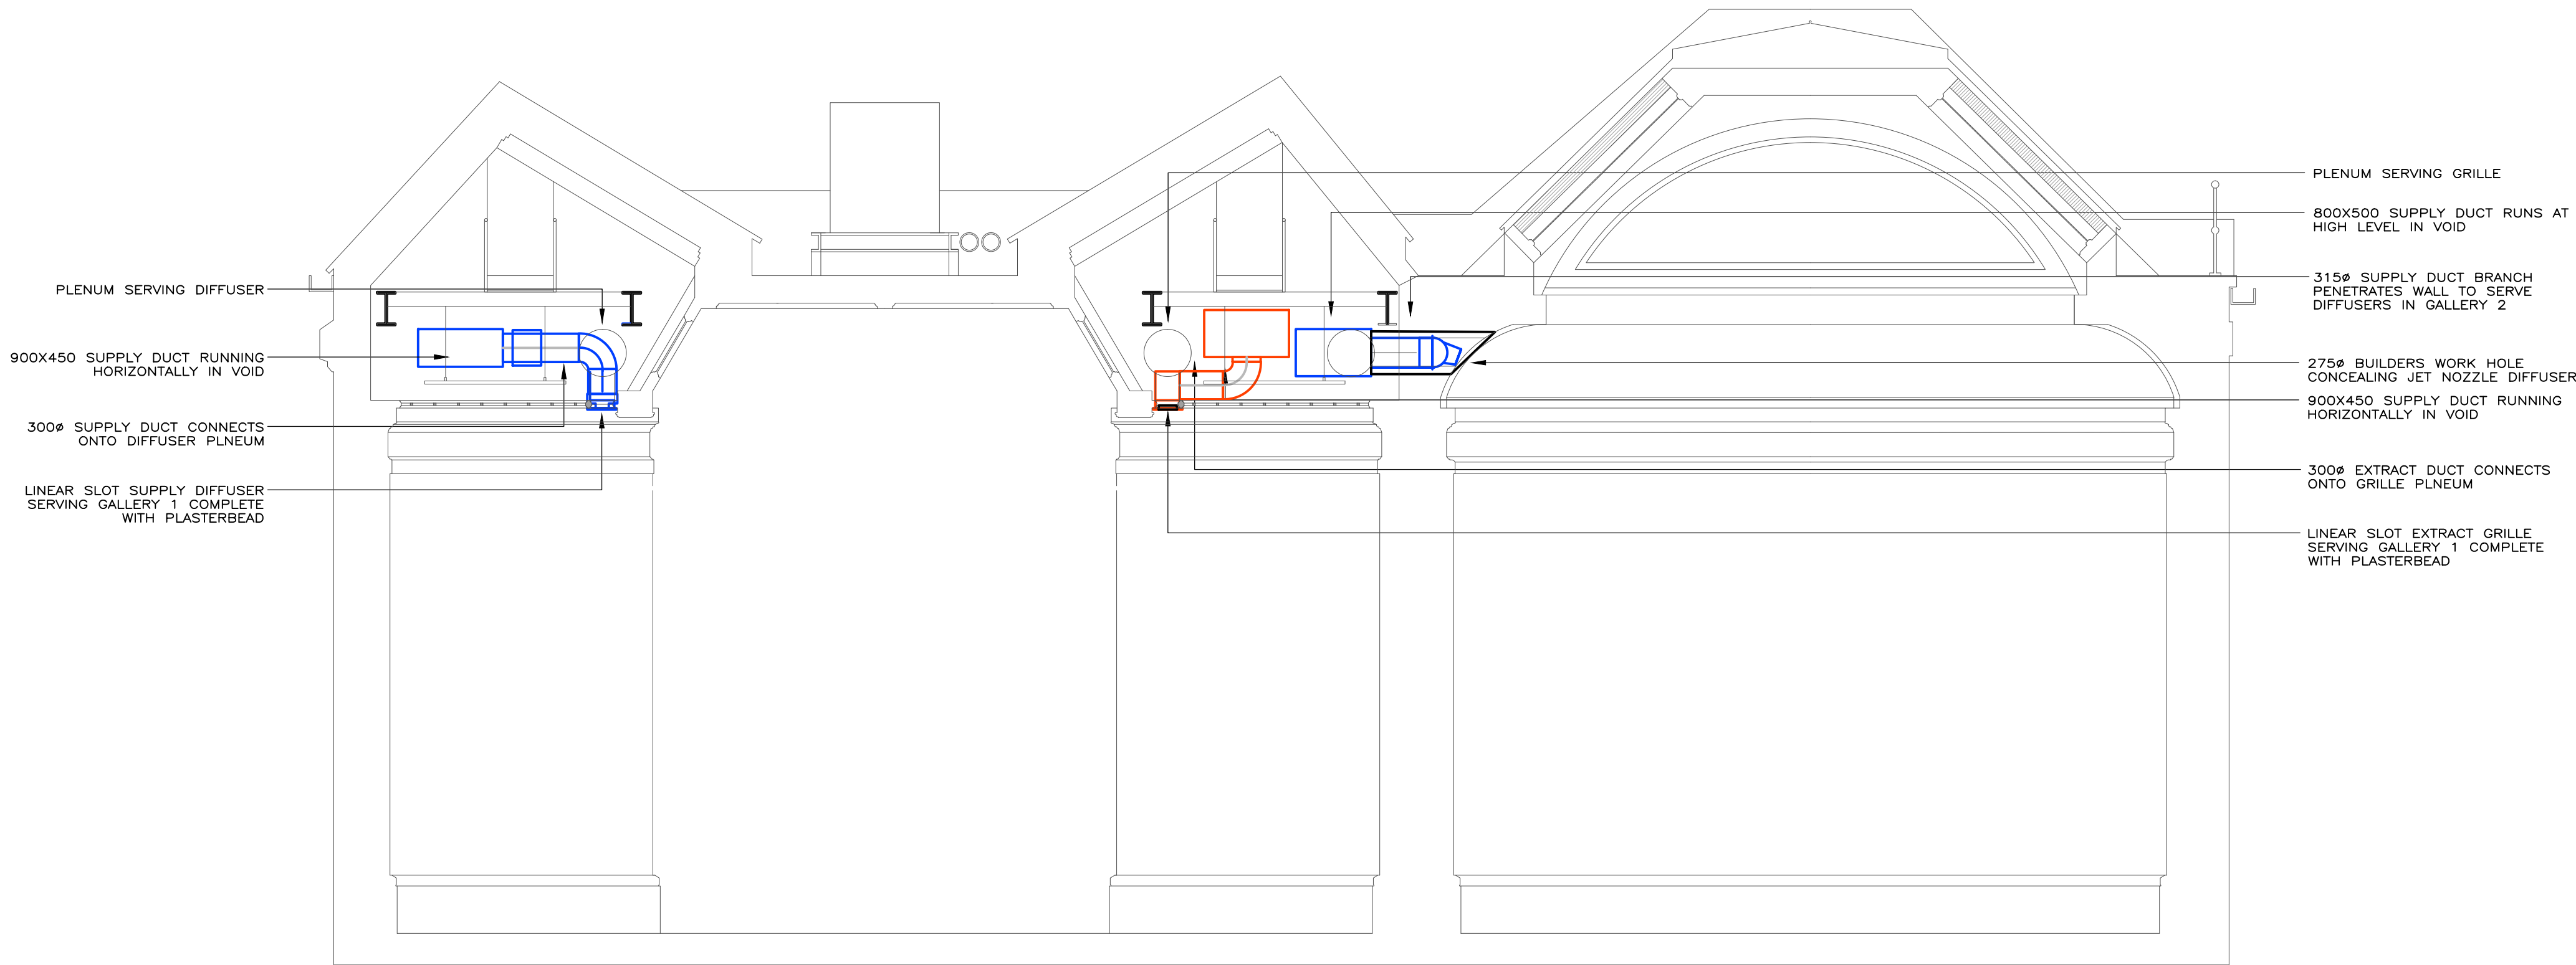 PLENUM SERVING DIFFUSER
900X450 SUPPLY DUCT RUNNING
HORIZONTALLY IN VOID
300ø SUPPLY DUCT CONNECTS
ONTO DIFFUSER PLNEUM
LINEAR SLOT SUPPLY DIFFUSER
SERVING GALLERY 1 COMPLETE
WITH PLASTERBEAD
PLENUM SERVING GRILLE
800X500 SUPPLY DUCT RUNS AT
HIGH LEVEL IN VOID
315ø SUPPLY DUCT BRANCH
PENETRATES WALL TO SERVE
DIFFUSERS IN GALLERY 2
275ø BUILDERS WORK HOLE
CONCEALING JET NOZZLE DIFFUSER
900X450 SUPPLY DUCT RUNNING
HORIZONTALLY IN VOID
300ø EXTRACT DUCT CONNECTS
ONTO GRILLE PLNEUM
LINEAR SLOT EXTRACT GRILLE
SERVING GALLERY 1 COMPLETE
WITH PLASTERBEAD